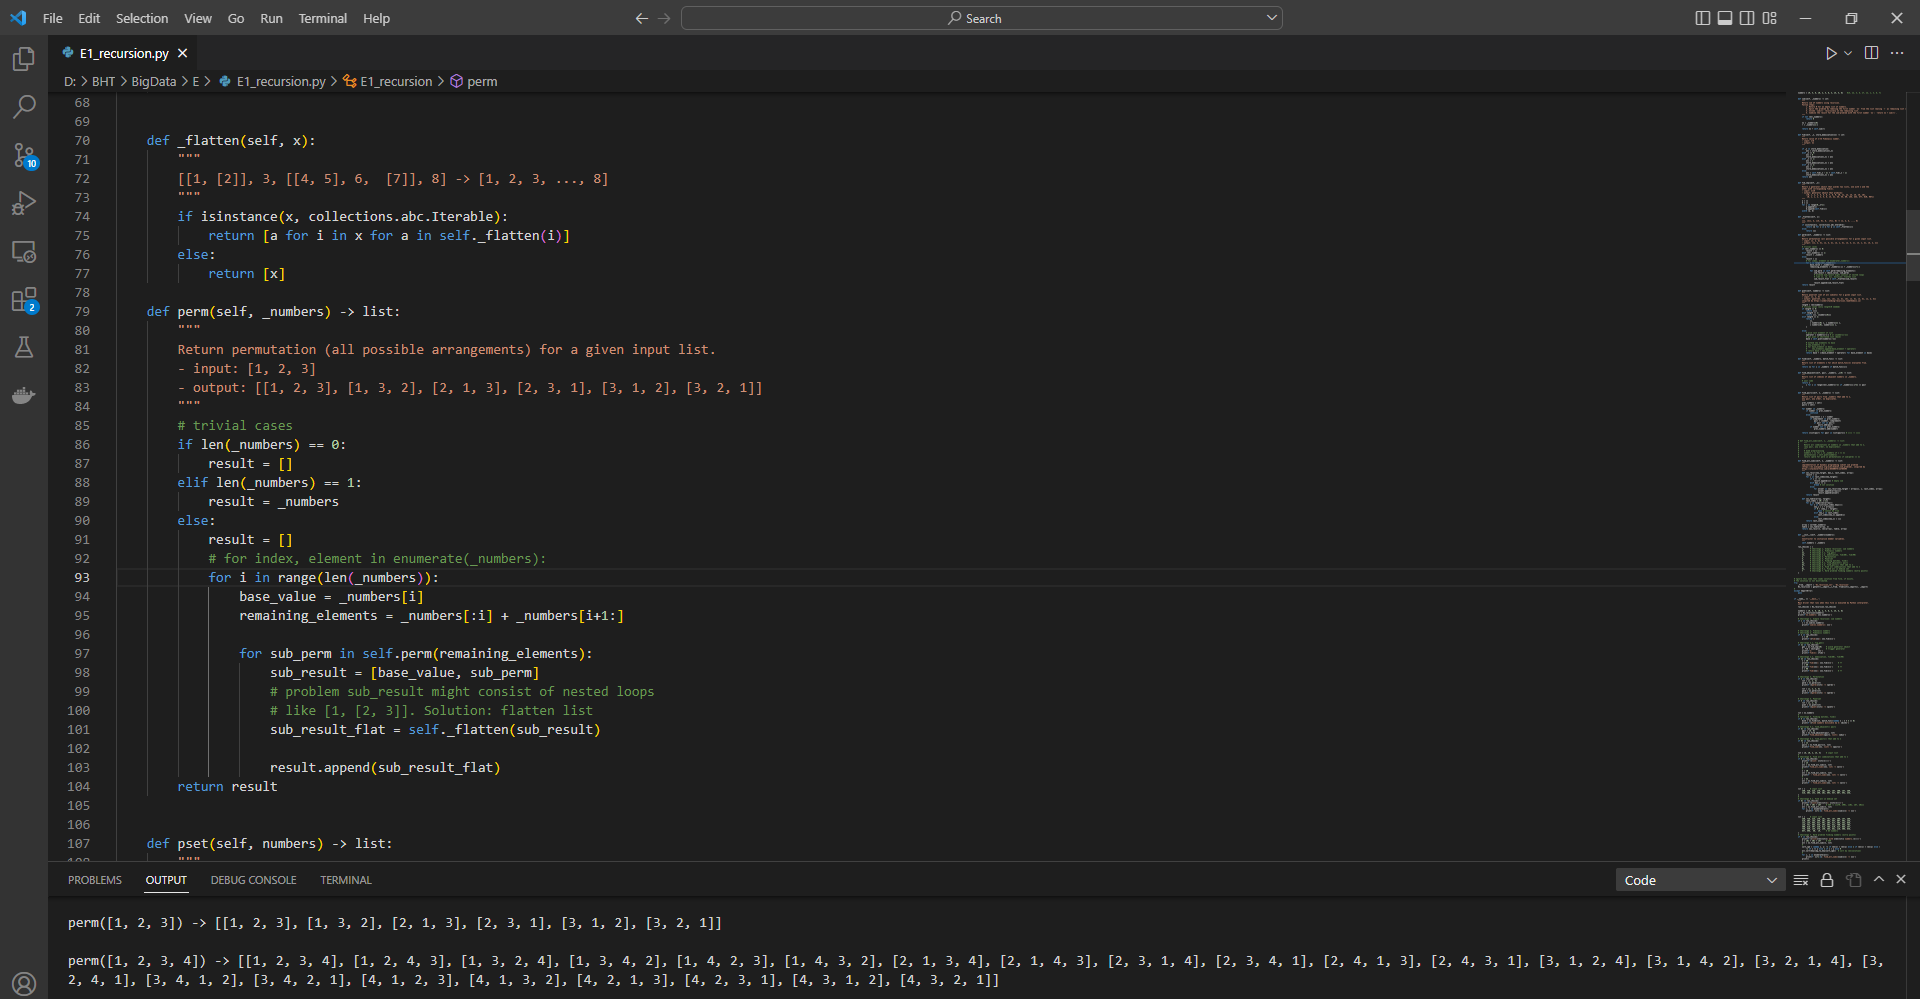 File Edit Selection View Go Run Terminal Help
Search
E1_recursion.py
D: > BHT > BigData > E > E1_recursion.py > E1_recursion > perm
68
69
70 def _flatten(self, x):
71 """
72 [[1, [2]], 3, [[4, 5], 6,  [7]], 8] -> [1, 2, 3, ..., 8]
73 """
74 if isinstance(x, collections.abc.Iterable):
75 return [a for i in x for a in self._flatten(i)]
76 else:
77 return [x]
78
79 def perm(self, _numbers) -> list:
80 """
81 Return permutation (all possible arrangements) for a given input list.
82 - input: [1, 2, 3]
83 - output: [[1, 2, 3], [1, 3, 2], [2, 1, 3], [2, 3, 1], [3, 1, 2], [3, 2, 1]]
84 """
85 # trivial cases
86 if len(_numbers) == 0:
87 result = []
88 elif len(_numbers) == 1:
89 result = _numbers
90 else:
91 result = []
92 # for index, element in enumerate(_numbers):
93 for i in range(len(_numbers)):
94 base_value = _numbers[i]
95 remaining_elements = _numbers[:i] + _numbers[i+1:]
96
97 for sub_perm in self.perm(remaining_elements):
98 sub_result = [base_value, sub_perm]
99 # problem sub_result might consist of nested loops
100 # like [1, [2, 3]]. Solution: flatten list
101 sub_result_flat = self._flatten(sub_result)
102
103 result.append(sub_result_flat)
104 return result
105
106
107 def pset(self, numbers) -> list:
108 """
10
2
PROBLEMS OUTPUT DEBUG CONSOLE TERMINAL
Code
perm([1, 2, 3]) -> [[1, 2, 3], [1, 3, 2], [2, 1, 3], [2, 3, 1], [3, 1, 2], [3, 2, 1]]
perm([1, 2, 3, 4]) -> [[1, 2, 3, 4], [1, 2, 4, 3], [1, 3, 2, 4], [1, 3, 4, 2], [1, 4, 2, 3], [1, 4, 3, 2], [2, 1, 3, 4], [2, 1, 4, 3], [2, 3, 1, 4], [2, 3, 4, 1], [2, 4, 1, 3], [2, 4, 3, 1], [3, 1, 2, 4], [3, 1, 4, 2], [3, 2, 1, 4], [3,
2, 4, 1], [3, 4, 1, 2], [3, 4, 2, 1], [4, 1, 2, 3], [4, 1, 3, 2], [4, 2, 1, 3], [4, 2, 3, 1], [4, 3, 1, 2], [4, 3, 2, 1]]